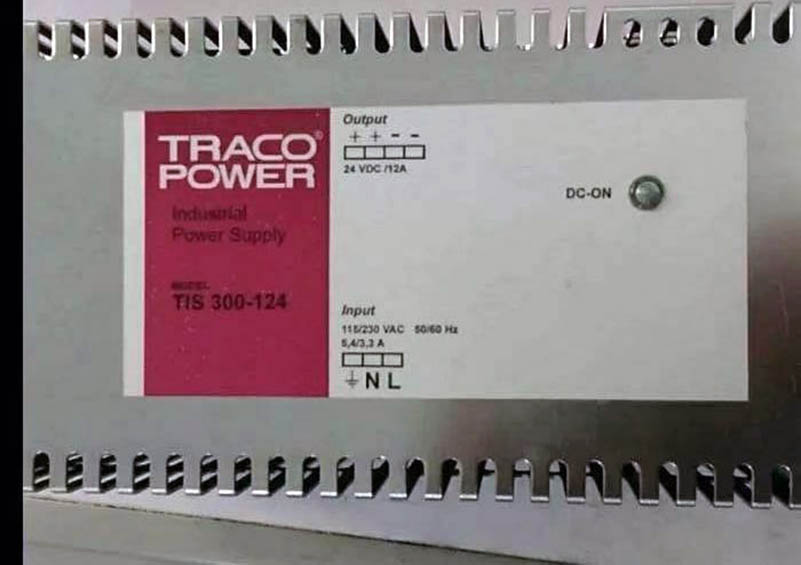 TRACO®
POWER
Industrial
Power Supply
MODEL
TIS 300-124
Output
+ + - -
24 VDC /12A
DC-ON
Input
115/230 VAC 50/60 Hz
5,4/3,3 A
⏚ N L